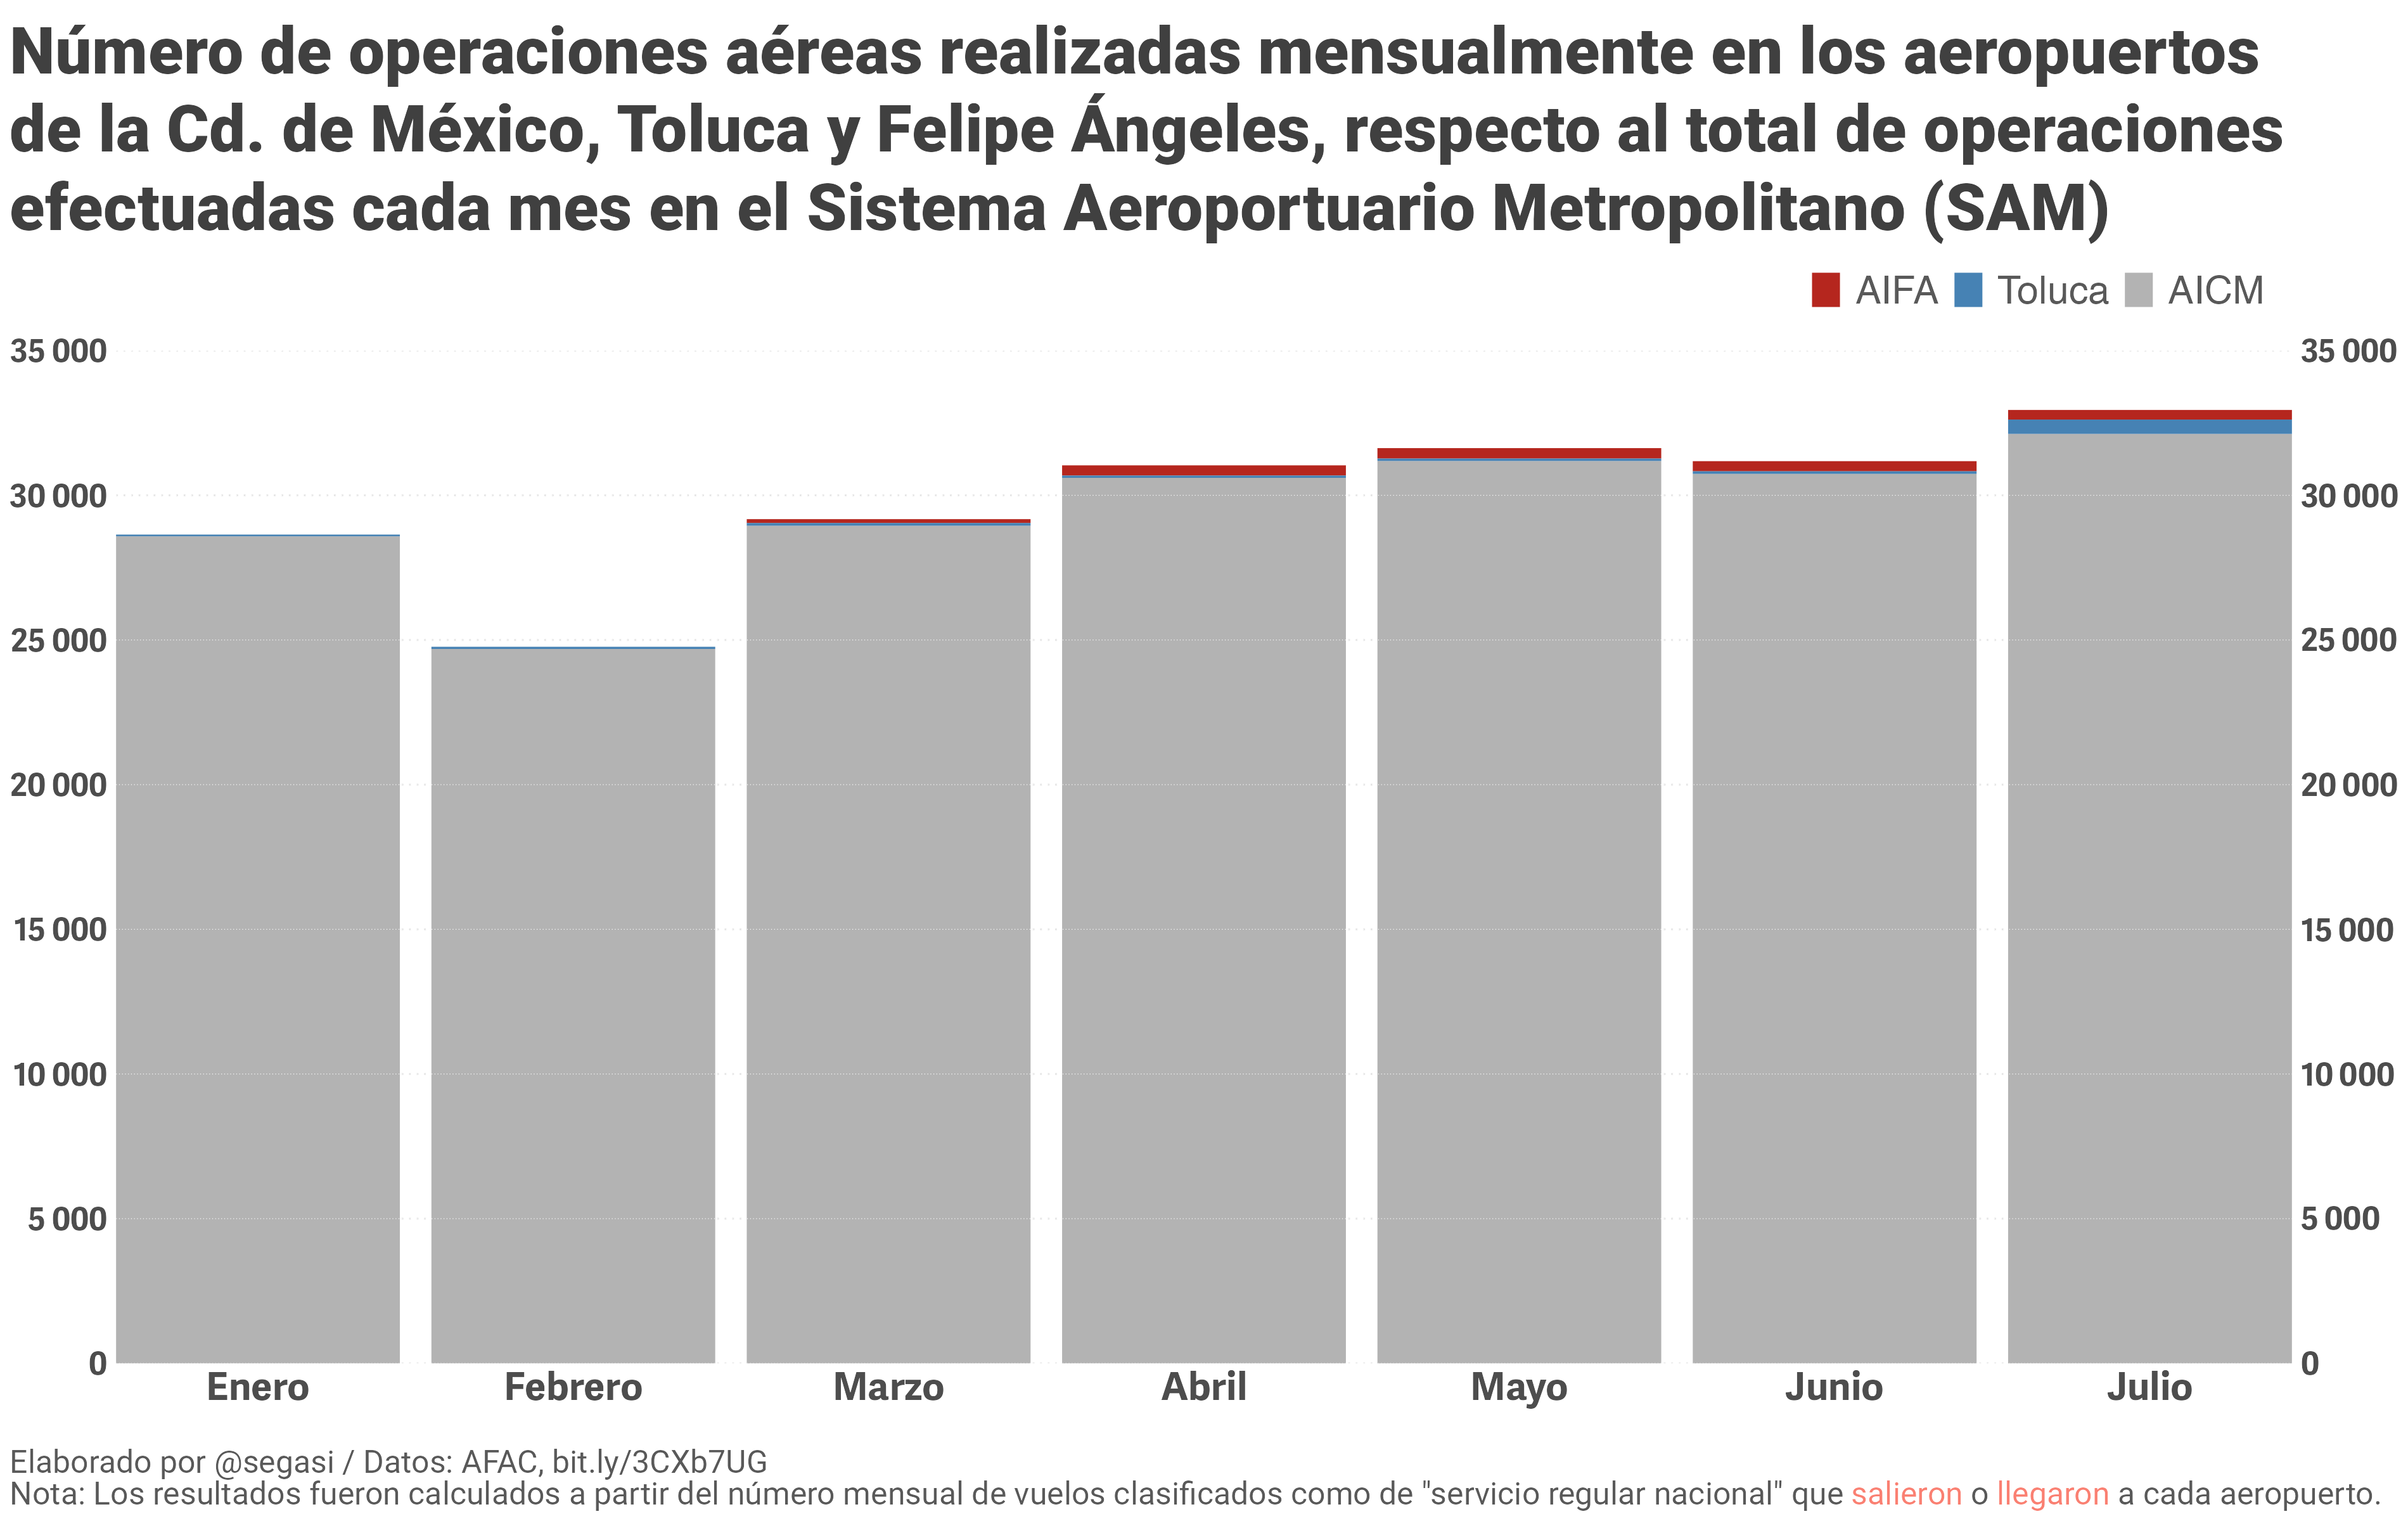 Número de operaciones aéreas realizadas mensualmente en los aeropuertos
de la Cd. de México, Toluca y Felipe Ángeles, respecto al total de operaciones
efectuadas cada mes en el Sistema Aeroportuario Metropolitano (SAM)
AIFA Toluca AICM
35 000 35 000
30 000 30 000
25 000 25 000
20 000 20 000
15 000 15 000
10 000 10 000
5 000 5 000
0 0
Enero Febrero Marzo Abril Mayo Junio Julio
Elaborado por @segasi / Datos: AFAC, bit.ly/3CXb7UG
Nota: Los resultados fueron calculados a partir del número mensual de vuelos clasificados como de "servicio regular nacional" que salieron o llegaron a cada aeropuerto.